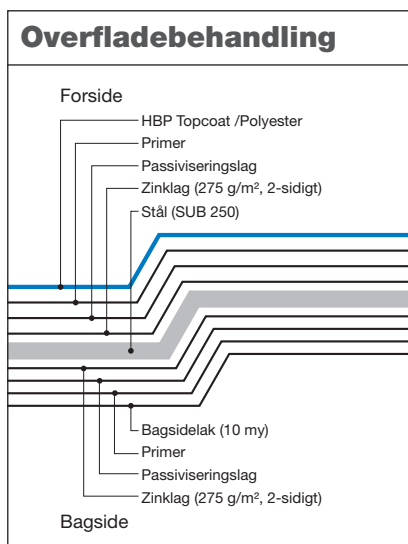 Overfladebehandling
Forside
HBP Topcoat /Polyester
Primer
Passiviseringslag
Zinklag (275 g/m², 2-sidigt)
Stål (SUB 250)
Bagsidelak (10 my)
Primer
Passiviseringslag
Zinklag (275 g/m², 2-sidigt)
Bagside